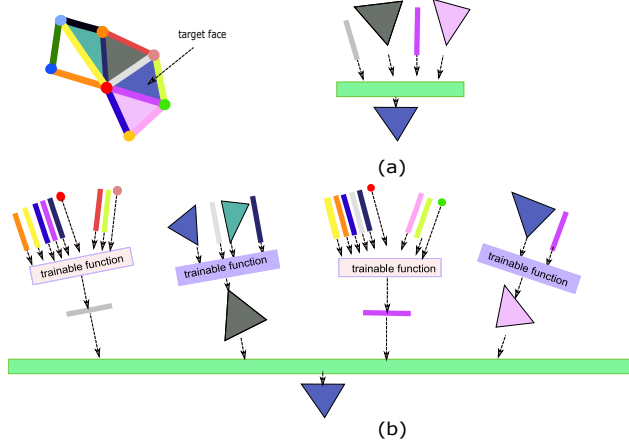 target face
(a)
trainable function
trainable function
trainable function
trainable function
(b)